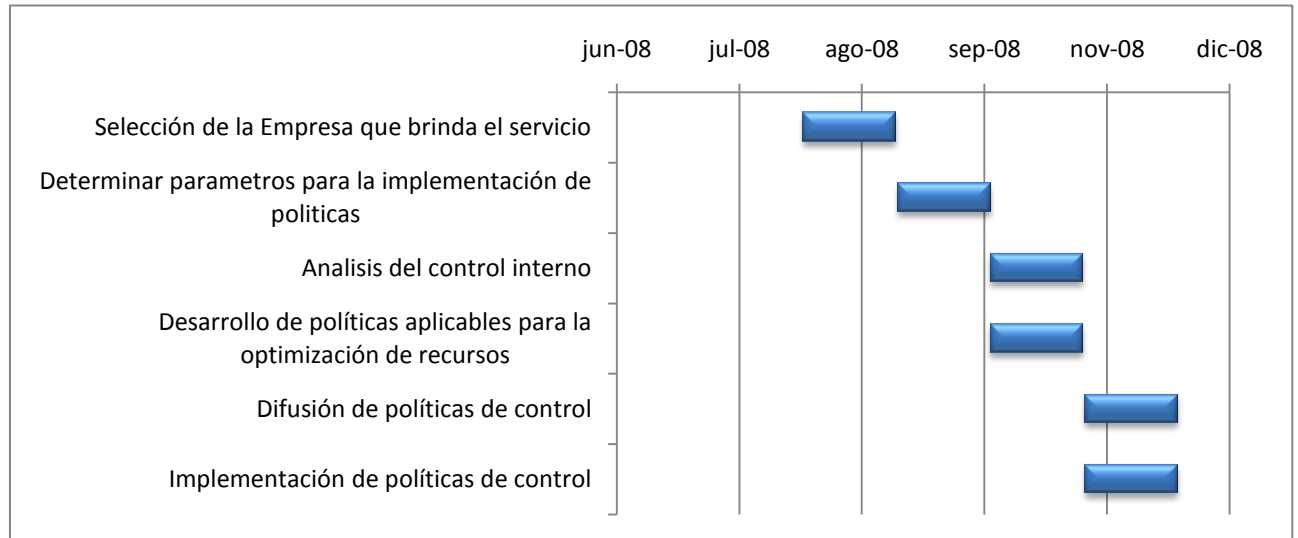 jun-08 jul-08 ago-08 sep-08 nov-08 dic-08
Selección de la Empresa que brinda el servicio
Determinar parametros para la implementación de
politicas
Analisis del control interno
Desarrollo de políticas aplicables para la
optimización de recursos
Difusión de políticas de control
Implementación de políticas de control